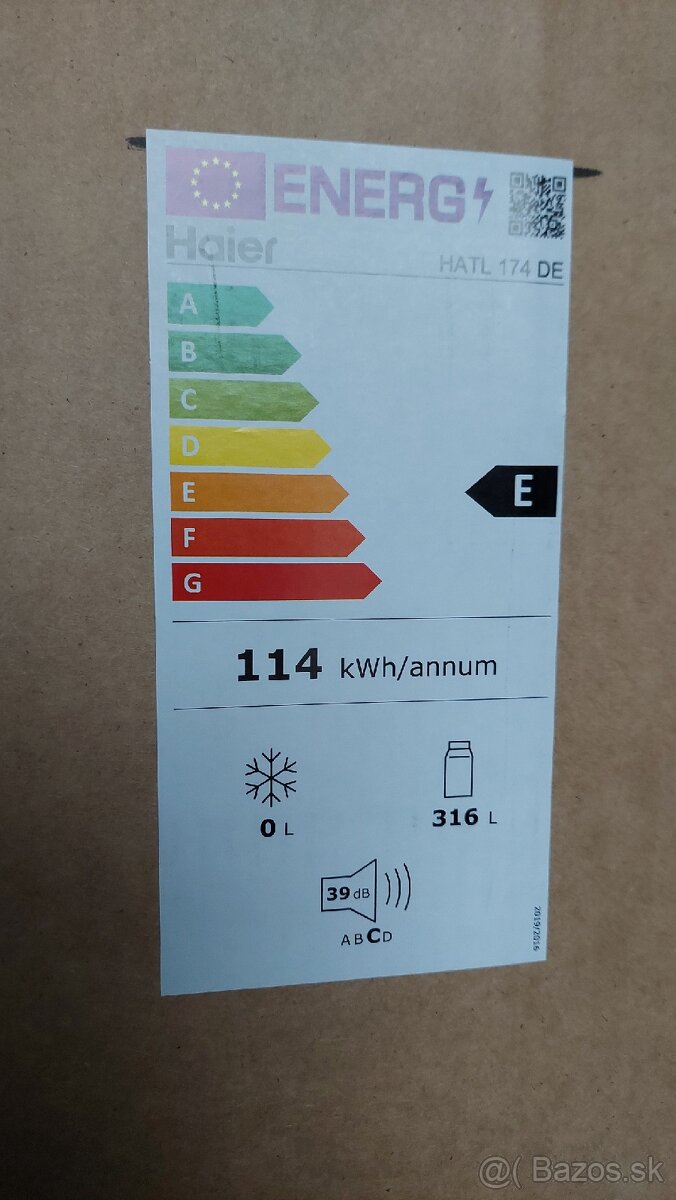 ENERG
Haier
HATL 174 DE
A
B
C
D
E
E
F
G
114 kWh/annum
0 L
316 L
39 dB
ABCD
2019/2016
@( Bazos.sk